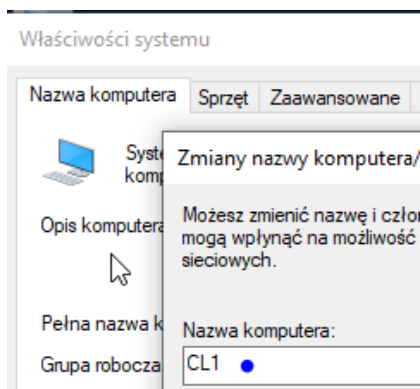 Właściwości systemu
Nazwa komputera Sprzęt Zaawansowane
Zmiany nazwy komputera/
Opis komputera
Możesz zmienić nazwę i
mogą wpłynąć na możliwość
sieciowych.
Pełna nazwa
Nazwa komputera:
Grupa robocza
CL1